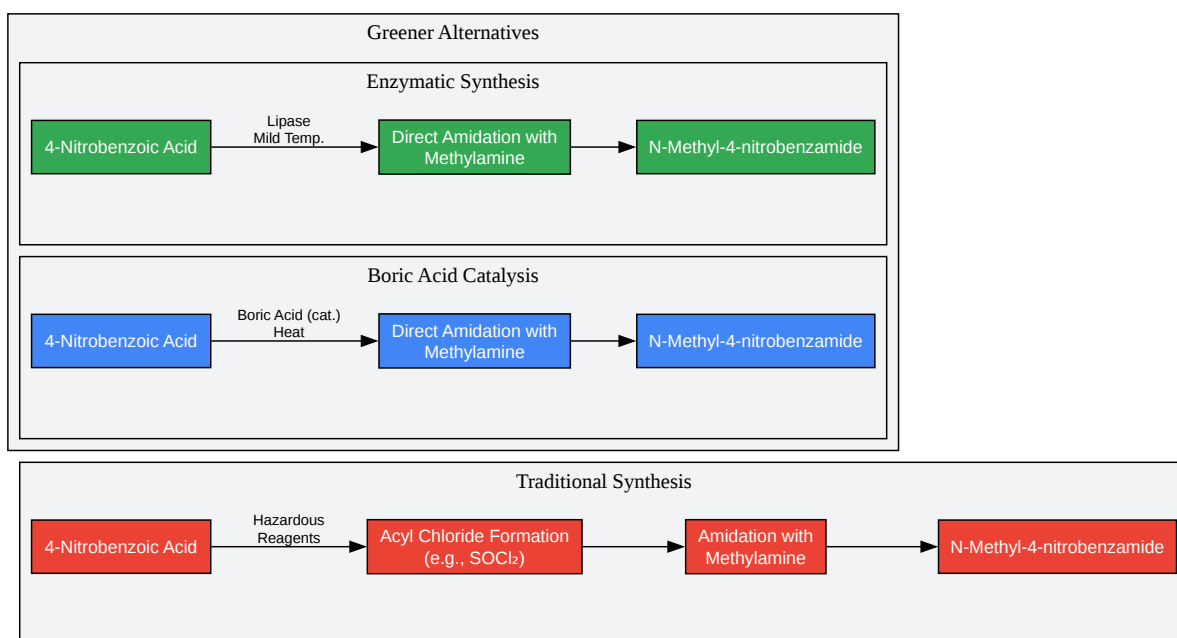 Greener Alternatives
Enzymatic Synthesis
4-Nitrobenzoic Acid
Lipase
Mild Temp.
Direct Amidation with
Methylamine
N-Methyl-4-nitrobenzamide
Boric Acid Catalysis
4-Nitrobenzoic Acid
Boric Acid (cat.)
Heat
Direct Amidation with
Methylamine
N-Methyl-4-nitrobenzamide
Traditional Synthesis
4-Nitrobenzoic Acid
Hazardous
Reagents
Acyl Chloride Formation
(e.g., SOCl₂)
Amidation with
Methylamine
N-Methyl-4-nitrobenzamide